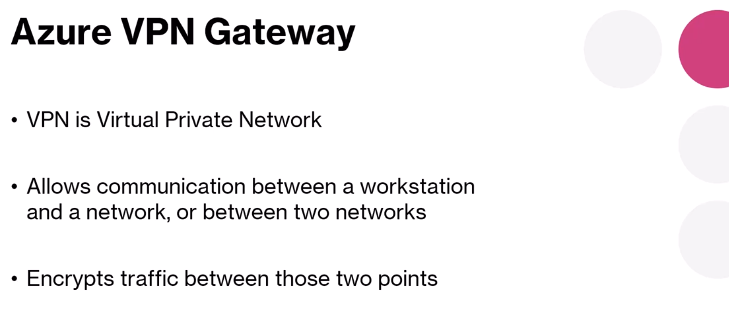 Azure VPN Gateway
• VPN is Virtual Private Network
• Allows communication between a workstation
and a network, or between two networks
• Encrypts traffic between those two points